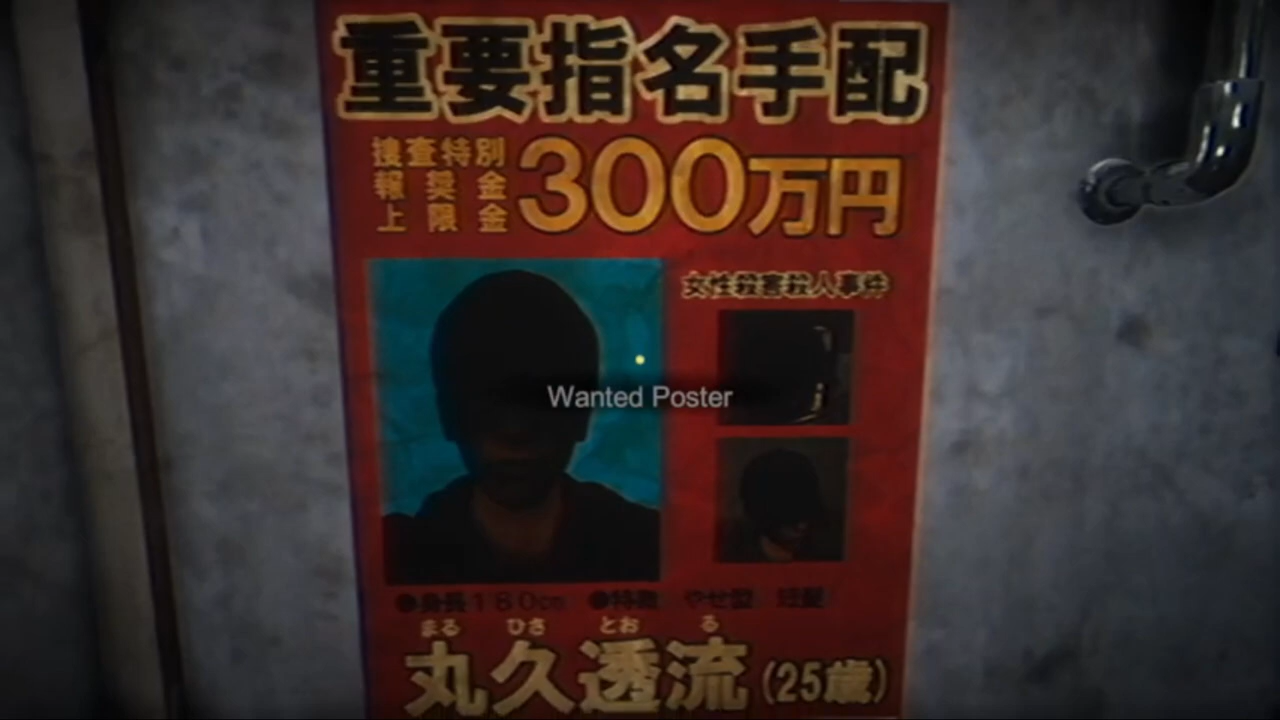 重要指名手配
捜査特別
報奨金
上限金
300万円
女性殺害殺人事件
Wanted Poster
●身長180cm ●特徴 やせ型 短髪
まる ひさ とお る
丸久透流(25歳)